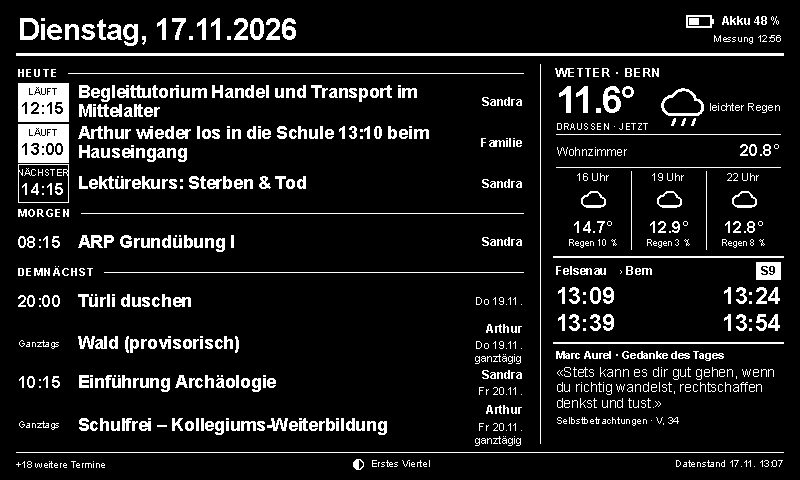 Dienstag, 17.11.2026
Akku 48 %
Messung 12:56
HEUTE
LÄUFT
12:15
Begleittutorium Handel und Transport im
Mittelalter
Sandra
LÄUFT
13:00
Arthur wieder los in die Schule 13:10 beim
Hauseingang
Familie
NÄCHSTER
14:15
Lektürekurs: Sterben & Tod
Sandra
MORGEN
08:15
ARP Grundübung I
Sandra
DEMNÄCHST
20:00
Türli duschen
Do 19.11.
Ganztags
Wald (provisorisch)
Arthur
Do 19.11.
ganztägig
10:15
Einführung Archäologie
Sandra
Fr 20.11.
Ganztags
Schulfrei – Kollegiums-Weiterbildung
Arthur
Fr 20.11.
ganztägig
WETTER · BERN
11.6°
leichter Regen
DRAUSSEN · JETZT
Wohnzimmer 20.8°
16 Uhr 19 Uhr 22 Uhr
14.7° 12.9° 12.8°
Regen 10 % Regen 3 % Regen 8 %
Felsenau › Bern S9
13:09 13:24
13:39 13:54
Marc Aurel · Gedanke des Tages
«Stets kann es dir gut gehen, wenn
du richtig wandelst, rechtschaffen
denkst und tust.»
Selbstbetrachtungen · V, 34
+18 weitere Termine
Erstes Viertel
Datenstand 17.11. 13:07